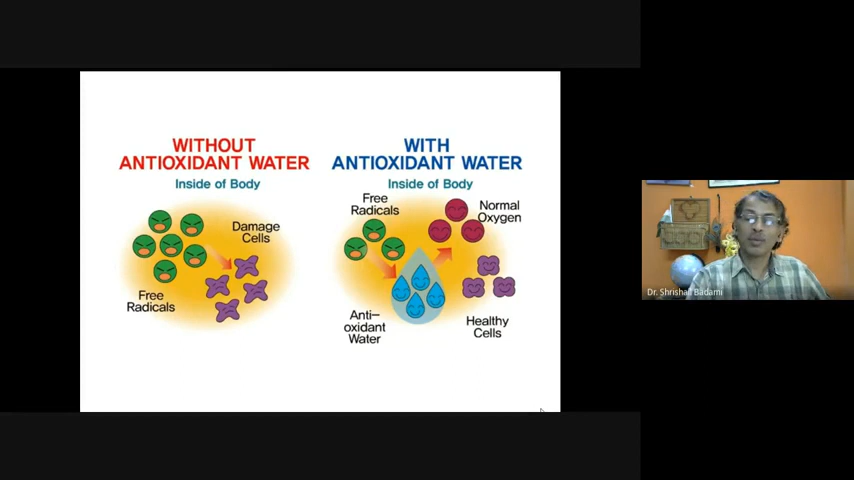 WITHOUT
ANTIOXIDANT WATER
Inside of Body
Damage
Cells
Free
Radicals
WITH
ANTIOXIDANT WATER
Inside of Body
Free
Radicals
Normal
Oxygen
Anti-
oxidant
Water
Healthy
Cells
Dr. Shrishail Badami